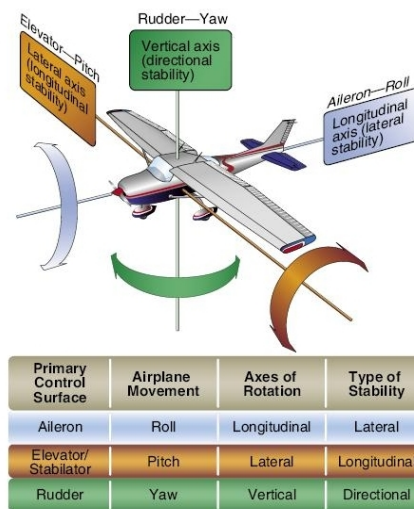 Rudder—Yaw
Vertical axis
(directional
stability)
Elevator—Pitch
Lateral axis
(longitudinal
stability)
Aileron—Roll
Longitudinal
axis (lateral
stability)
Primary Control Surface Airplane Movement Axes of Rotation Type of Stability
Aileron Roll Longitudinal Lateral
Elevator/ Stabilator Pitch Lateral Longitudina
Rudder Yaw Vertical Directional